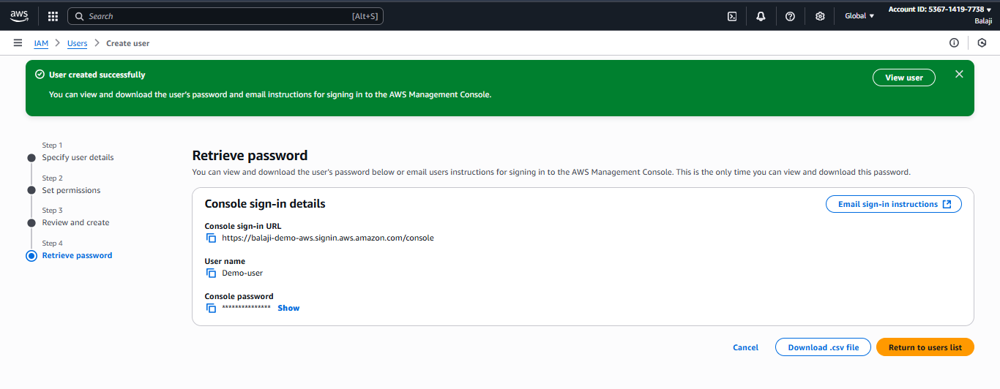 aws
Search
[Alt+S]
Global
Account ID: 5367-1419-7738
Balaji
IAM
Users
Create user
User created successfully
You can view and download the user's password and email instructions for signing in to the AWS Management Console.
View user
Step 1
Specify user details
Step 2
Set permissions
Step 3
Review and create
Step 4
Retrieve password
Retrieve password
You can view and download the user's password below or email users instructions for signing in to the AWS Management Console. This is the only time you can view and download this password.
Console sign-in details
Email sign-in instructions
Console sign-in URL
https://balaji-demo-aws.signin.aws.amazon.com/console
User name
Demo-user
Console password
*************** Show
Cancel
Download .csv file
Return to users list